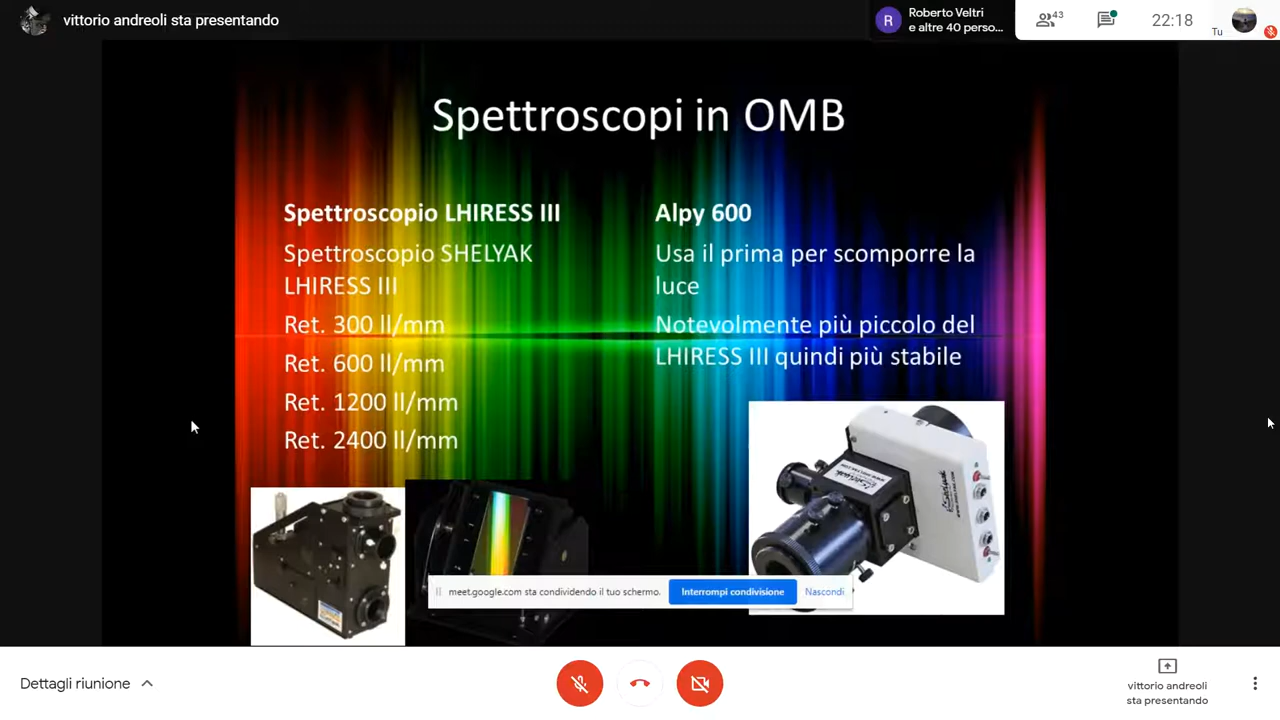 vittorio andreoli sta presentando
R
Roberto Veltri
e altre 40 perso...
43
22:18
Tu
Spettroscopi in OMB
Spettroscopio LHIRESS III
Spettroscopio SHELYAK
LHIRESS III
Ret. 300 ll/mm
Ret. 600 ll/mm
Ret. 1200 ll/mm
Ret. 2400 ll/mm
Alpy 600
Usa il prima per scomporre la
luce
Notevolmente più piccolo del
LHIRESS III quindi più stabile
meet.google.com sta condividendo il tuo schermo.
Interrompi condivisione
Nascondi
Dettagli riunione
vittorio andreoli
sta presentando